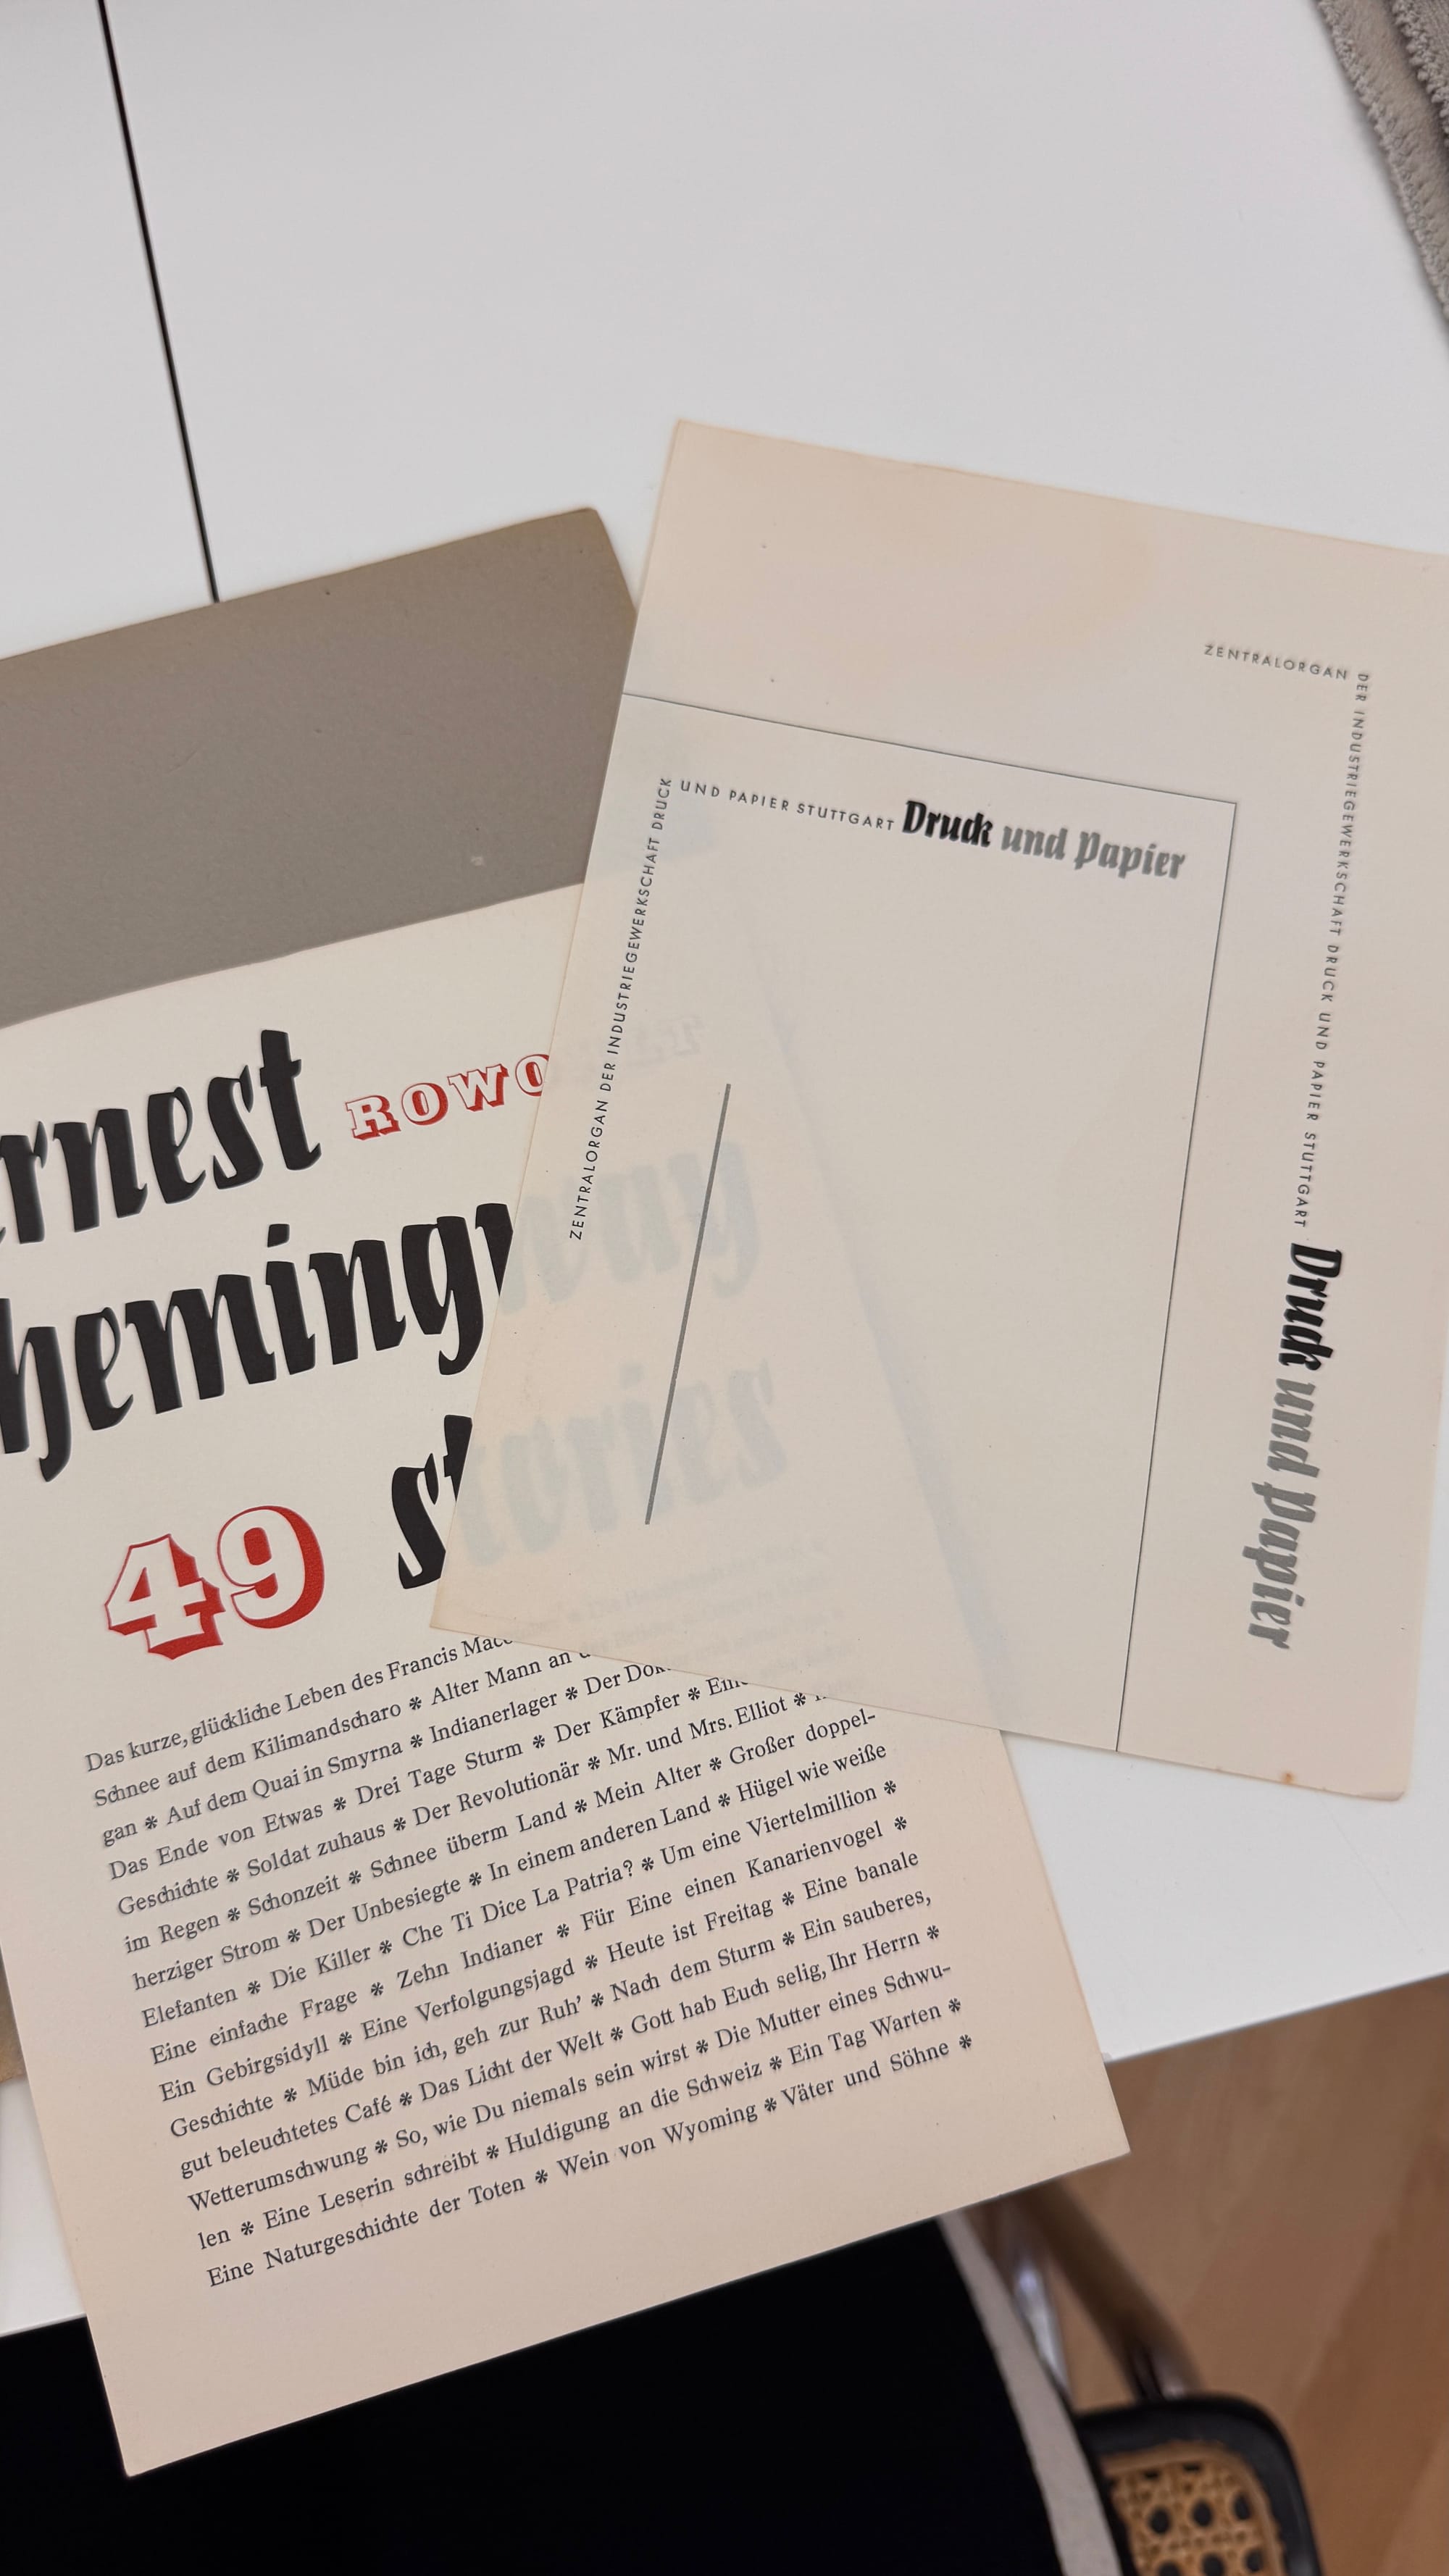 ernest
ROWO
hemingway
49 stories
Das kurze, glückliche Leben des Francis Mac
Schnee auf dem Kilimandscharo * Alter Mann an
gan * Auf dem Quai in Smyrna * Indianerlager * Der Dok
Das Ende von Etwas * Drei Tage Sturm * Der Kämpfer *
Geschichte * Soldat zuhaus * Der Revolutionär * Mr. und Mrs. Elliot *
im Regen * Schonzeit * Schnee überm Land * Mein Alter * Großer doppel-
herziger Strom * Der Unbesiegte * In einem anderen Land * Hügel wie weiße
Elefanten * Die Killer * Che Ti Dice La Patria? * Um eine Viertelmillion *
Eine einfache Frage * Zehn Indianer * Für Eine einen Kanarienvogel *
Ein Gebirgsidyll * Eine Verfolgungsjagd * Heute ist Freitag * Eine banale
Geschichte * Müde bin ich, geh zur Ruh' * Nach dem Sturm * Ein sauberes,
gut beleuchtetes Café * Das Licht der Welt * Gott hab Euch selig, Ihr Herrn *
Wetterumschwung * So, wie Du niemals sein wirst * Die Mutter eines Schwu-
len * Eine Leserin schreibt * Huldigung an die Schweiz * Ein Tag Warten *
Eine Naturgeschichte der Toten * Wein von Wyoming * Väter und Söhne *
ZENTRALORGAN DER INDUSTRIEGEWERKSCHAFT DRUCK
UND PAPIER STUTTGART Druck und Papier
ZENTRALORGAN
DER INDUSTRIEGEWERKSCHAFT DRUCK UND PAPIER STUTTGART Druck und Papier